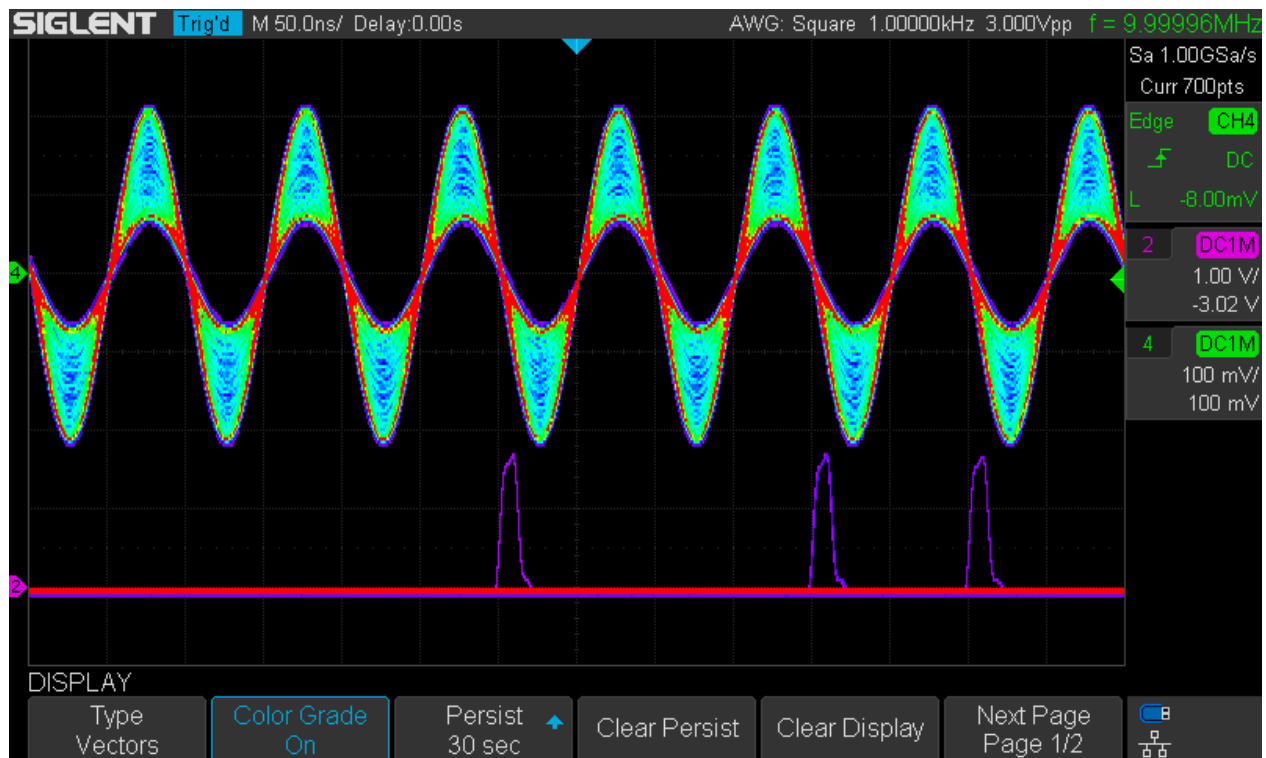 SIGLENT Trig'd M 50.0ns/ Delay:0.00s AWG: Square 1.00000kHz 3.000Vpp f = 9.99996MHz
Sa 1.00GSa/s
Curr 700pts
Edge CH4
DC
L -8.00mV
2 DC1M
1.00 V/
-3.02 V
4 DC1M
100 mV/
100 mV
4
2
DISPLAY
Type
Vectors
Color Grade
On
Persist
30 sec
Clear Persist
Clear Display
Next Page
Page 1/2